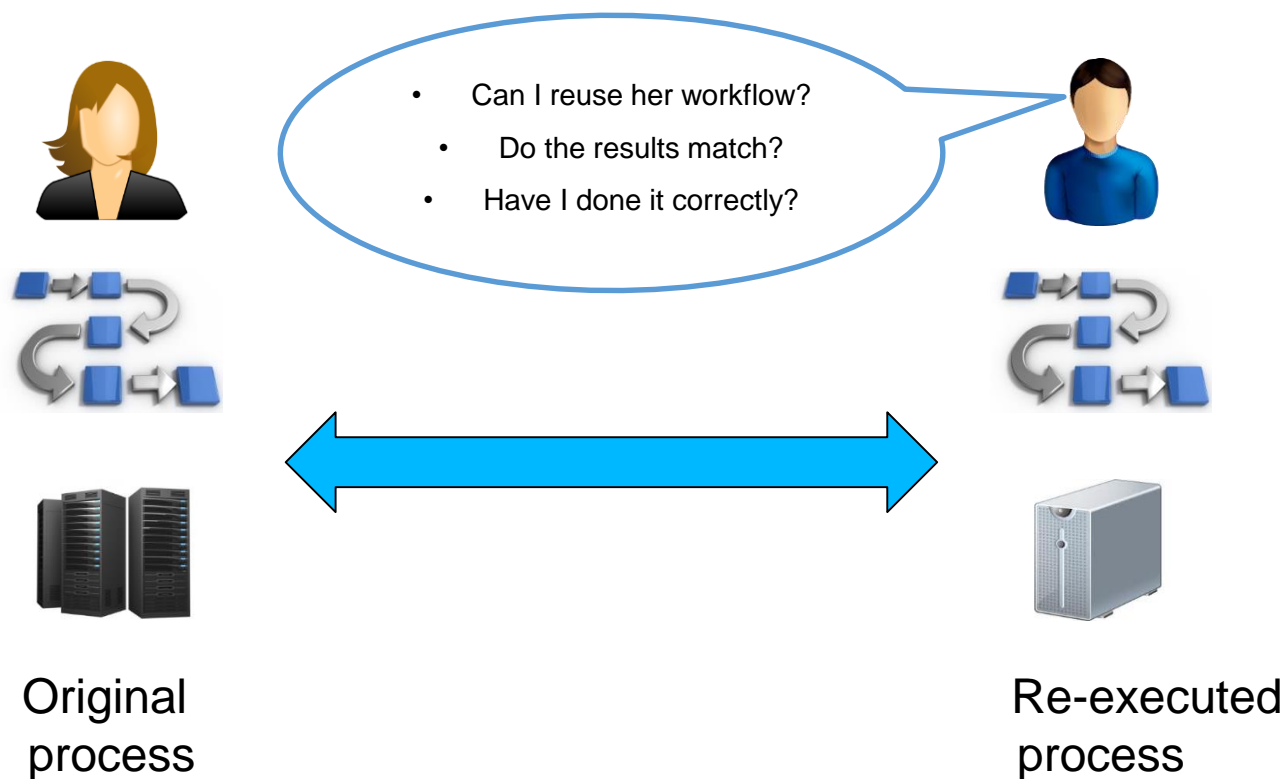 • Can I reuse her workflow?
• Do the results match?
• Have I done it correctly?
Original
process
Re-executed
process